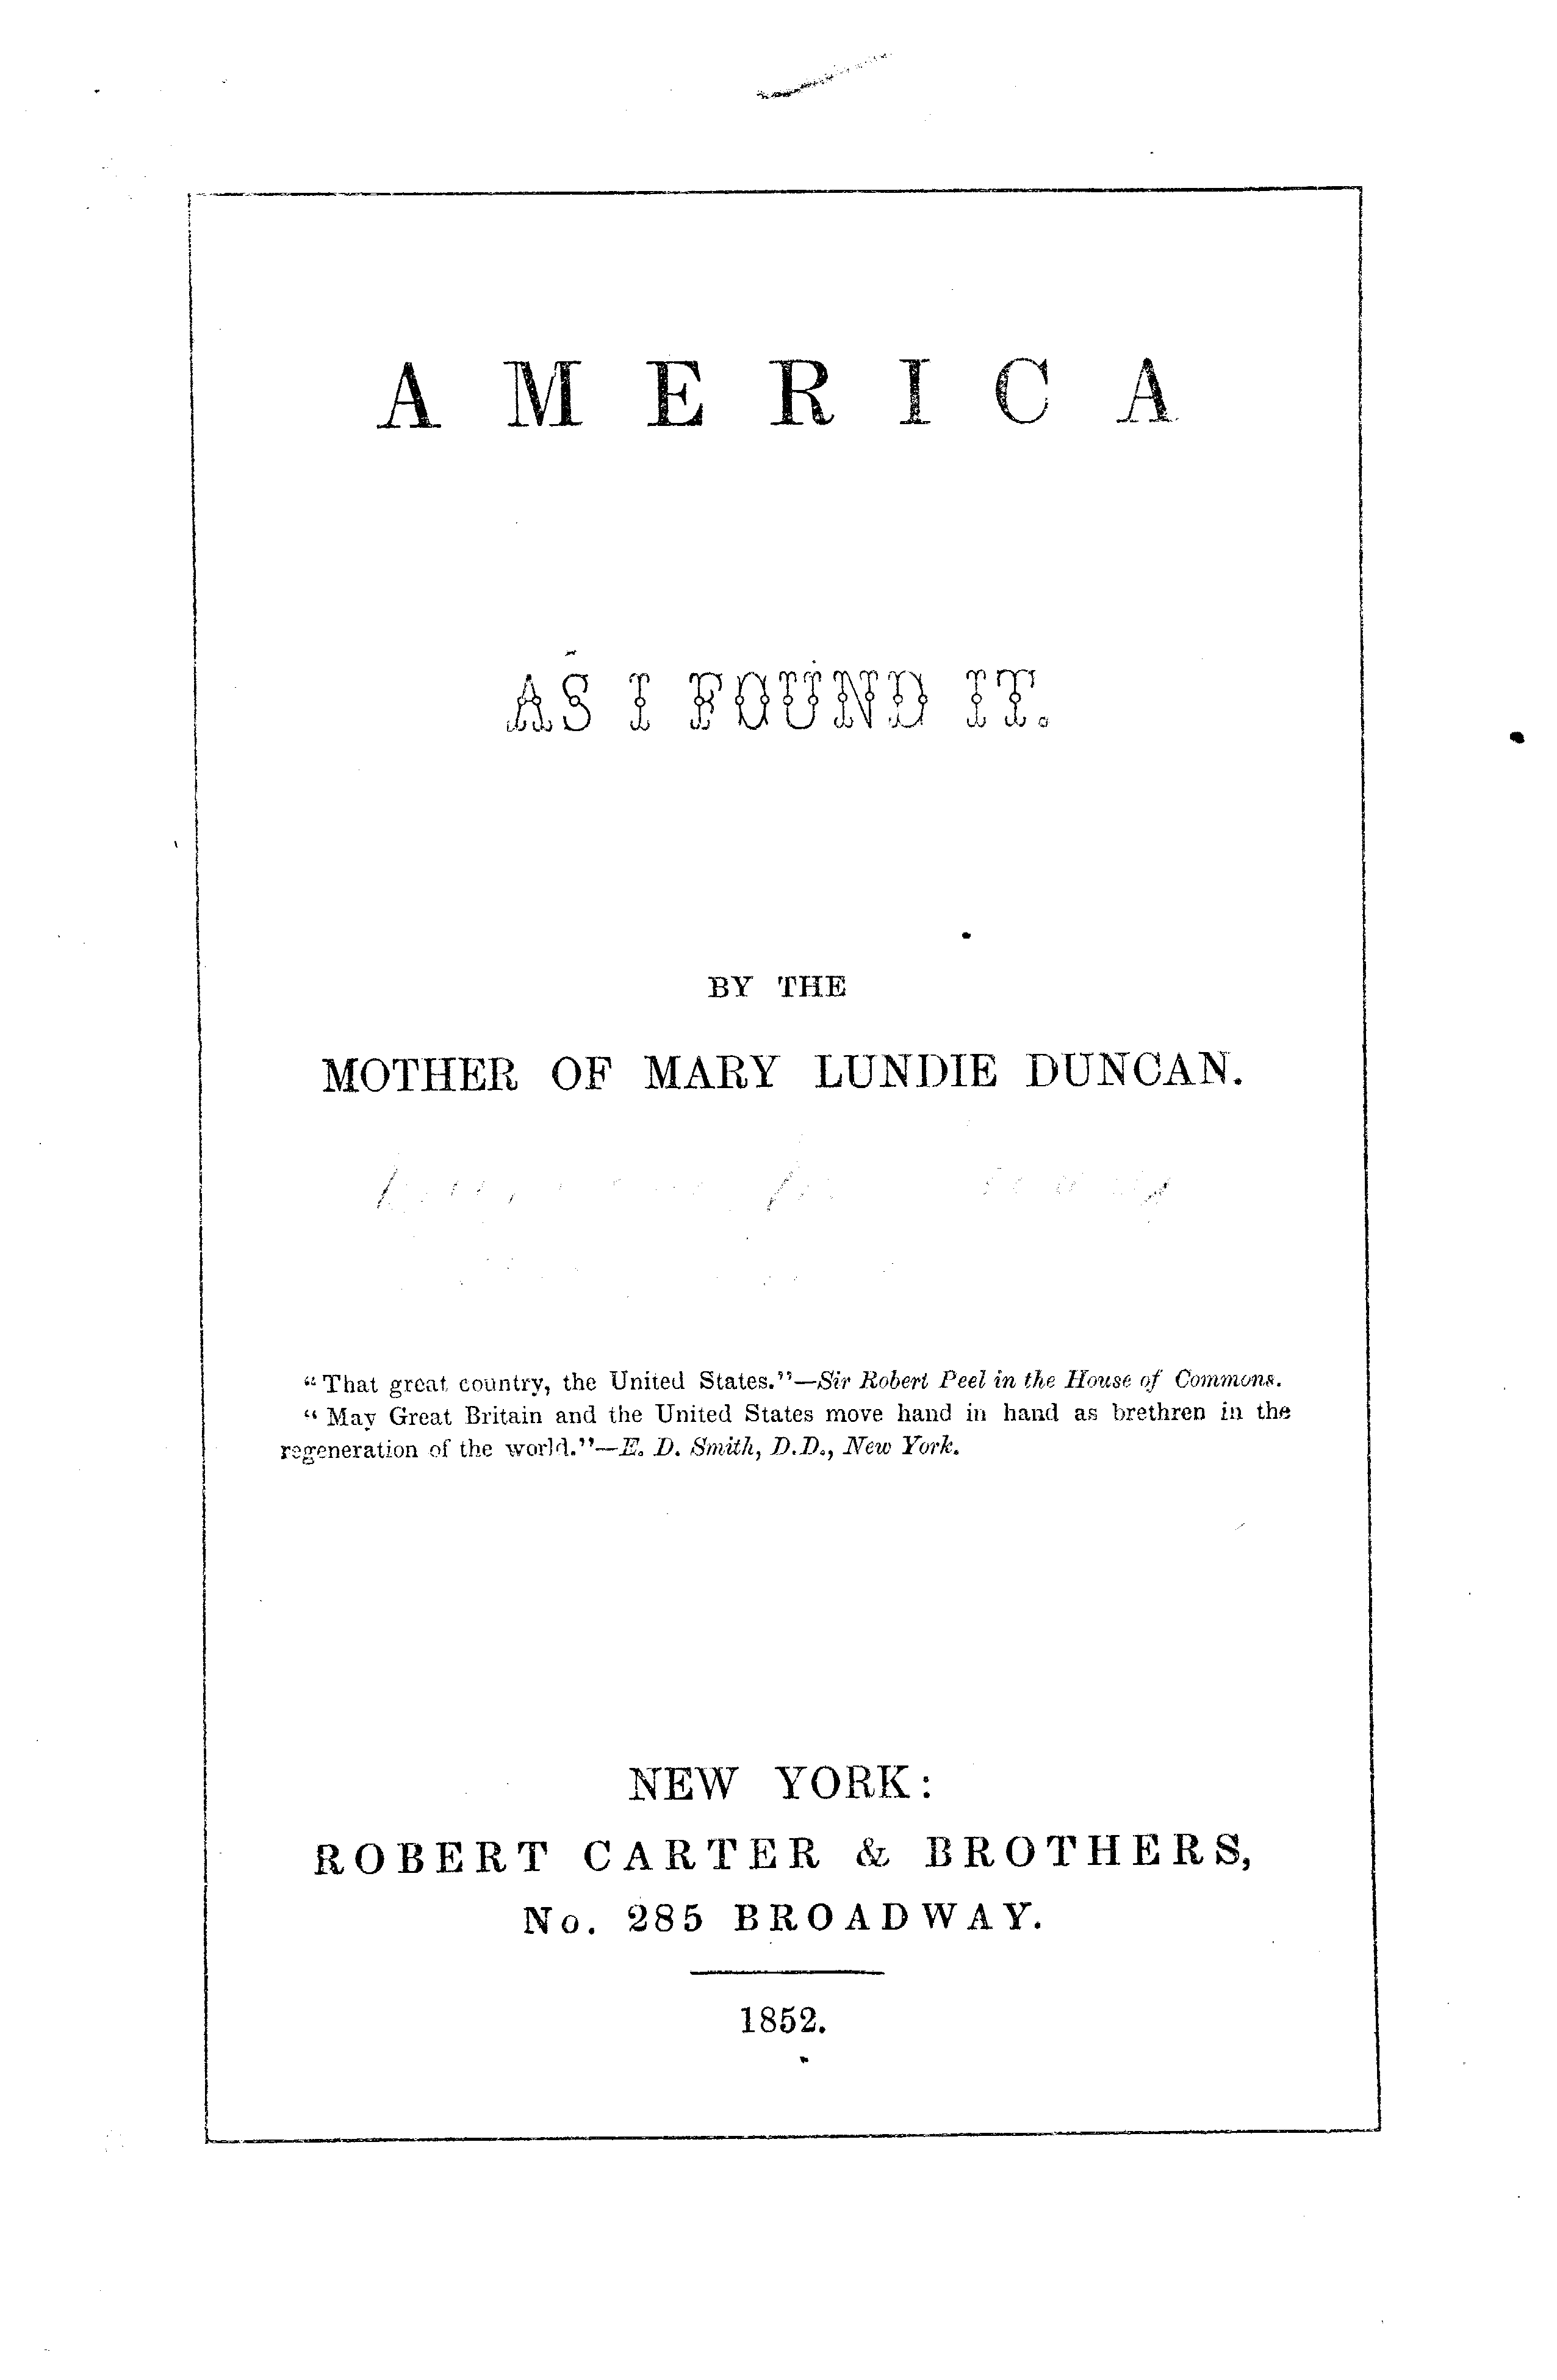 AMERICA
AS I FOUND IT.
BY THE
MOTHER OF MARY LUNDIE DUNCAN.
"That great country, the United States."—Sir Robert Peel in the House of Commons.
"May Great Britain and the United States move hand in hand as brethren in the
regeneration of the world."—E. D. Smith, D.D., New York.
NEW YORK:
ROBERT CARTER & BROTHERS,
No. 285 BROADWAY.
1852.